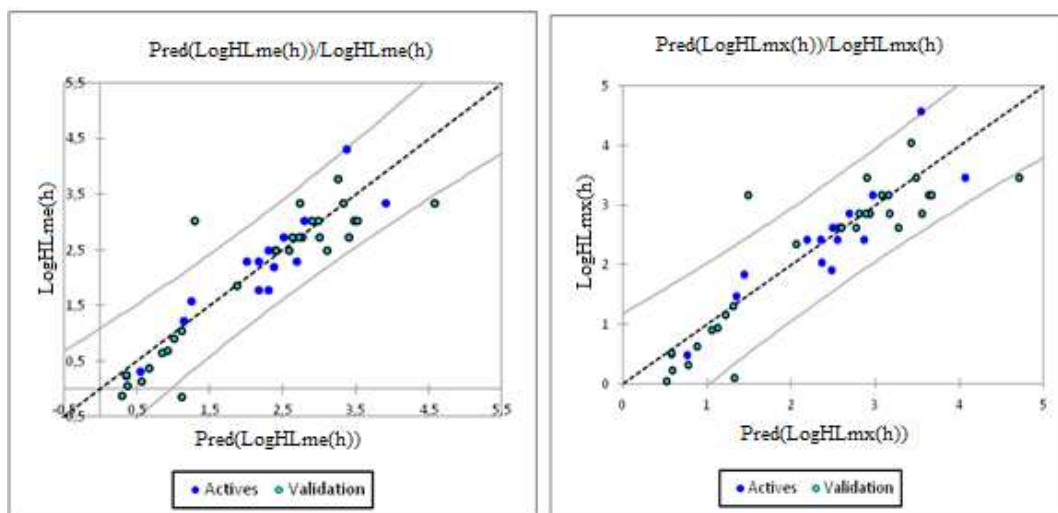 Pred(LogHLme(h))/LogHLme(h)
5,5
4,5
3,5
2,5
1,5
0,5
-0,5
LogHLme(h)
-0,5 0,5 1,5 2,5 3,5 4,5 5,5
Pred(LogHLme(h))
Actives Validation
Pred(LogHLmx(h))/LogHLmx(h)
5
4
3
2
1
0
LogHLmx(h)
0 1 2 3 4 5
Pred(LogHLmx(h))
Actives Validation